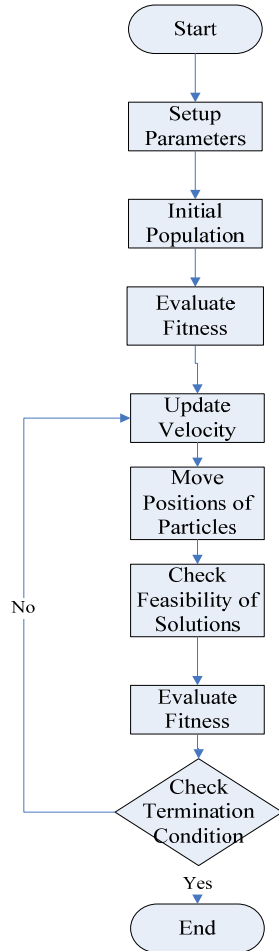 Start
Setup
Parameters
Initial
Population
Evaluate
Fitness
Update
Velocity
Move
Positions of
Particles
Check
Feasibility of
Solutions
No
Evaluate
Fitness
Check
Termination
Condition
Yes
End